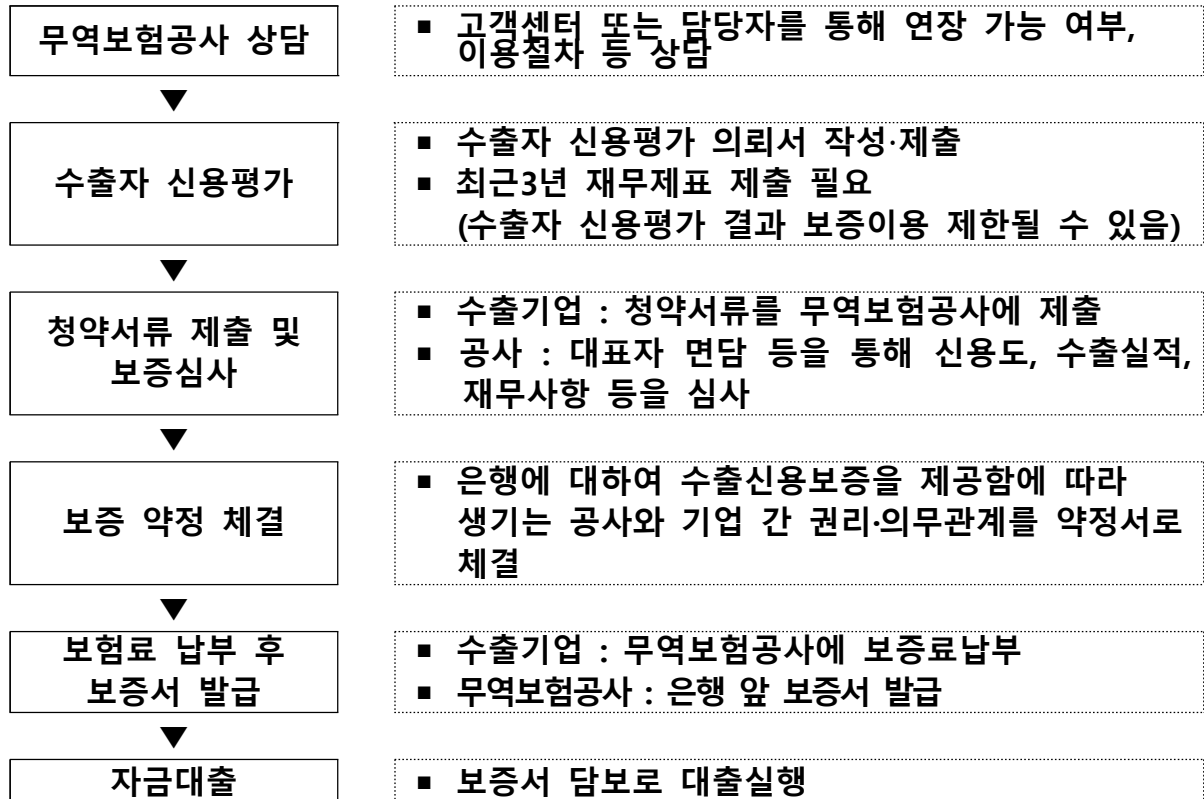 무역보험공사 상담
▪ 고객센터 또는 담당자를 통해 연장 가능 여부,
이용절차 등 상담
▼
수출자 신용평가
▪ 수출자 신용평가 의뢰서 작성·제출
▪ 최근3년 재무제표 제출 필요
(수출자 신용평가 결과 보증이용 제한될 수 있음)
▼
청약서류 제출 및
보증심사
▪ 수출기업 : 청약서류를 무역보험공사에 제출
▪ 공사 : 대표자 면담 등을 통해 신용도, 수출실적,
재무사항 등을 심사
▼
보증 약정 체결
▪ 은행에 대하여 수출신용보증을 제공함에 따라
생기는 공사와 기업 간 권리·의무관계를 약정서로
체결
▼
보험료 납부 후
보증서 발급
▪ 수출기업 : 무역보험공사에 보증료납부
▪ 무역보험공사 : 은행 앞 보증서 발급
▼
자금대출
▪ 보증서 담보로 대출실행